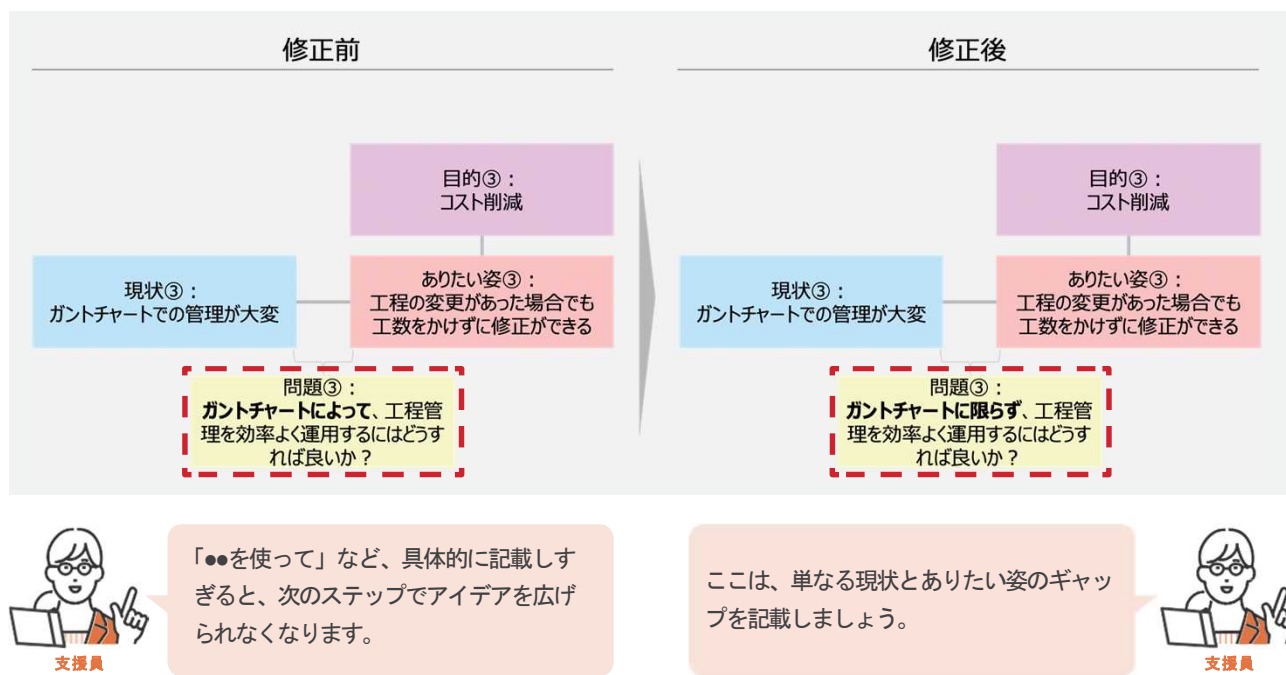 修正前
目的③：
コスト削減
現状③：
ガントチャートでの管理が大変
ありたい姿③：
工程の変更があった場合でも
工数をかけずに修正ができる
問題③：
ガントチャートによって、工程管
理を効率よく運用するにはどうす
れば良いか？
修正後
目的③：
コスト削減
現状③：
ガントチャートでの管理が大変
ありたい姿③：
工程の変更があった場合でも
工数をかけずに修正ができる
問題③：
ガントチャートに限らず、工程管
理を効率よく運用するにはどうす
れば良いか？
「●●を使って」など、具体的に記載しす
ぎると、次のステップでアイデアを広げ
られなくなります。
支援員
ここは、単なる現状とありたい姿のギャッ
プを記載しましょう。
支援員